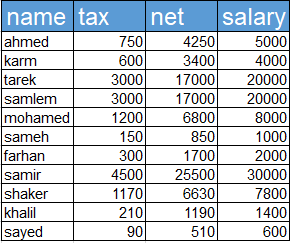 name tax net salary
ahmed 750 4250 5000
karm 600 3400 4000
tarek 3000 17000 20000
samlem 3000 17000 20000
mohamed 1200 6800 8000
sameh 150 850 1000
farhan 300 1700 2000
samir 4500 25500 30000
shaker 1170 6630 7800
khalil 210 1190 1400
sayed 90 510 600